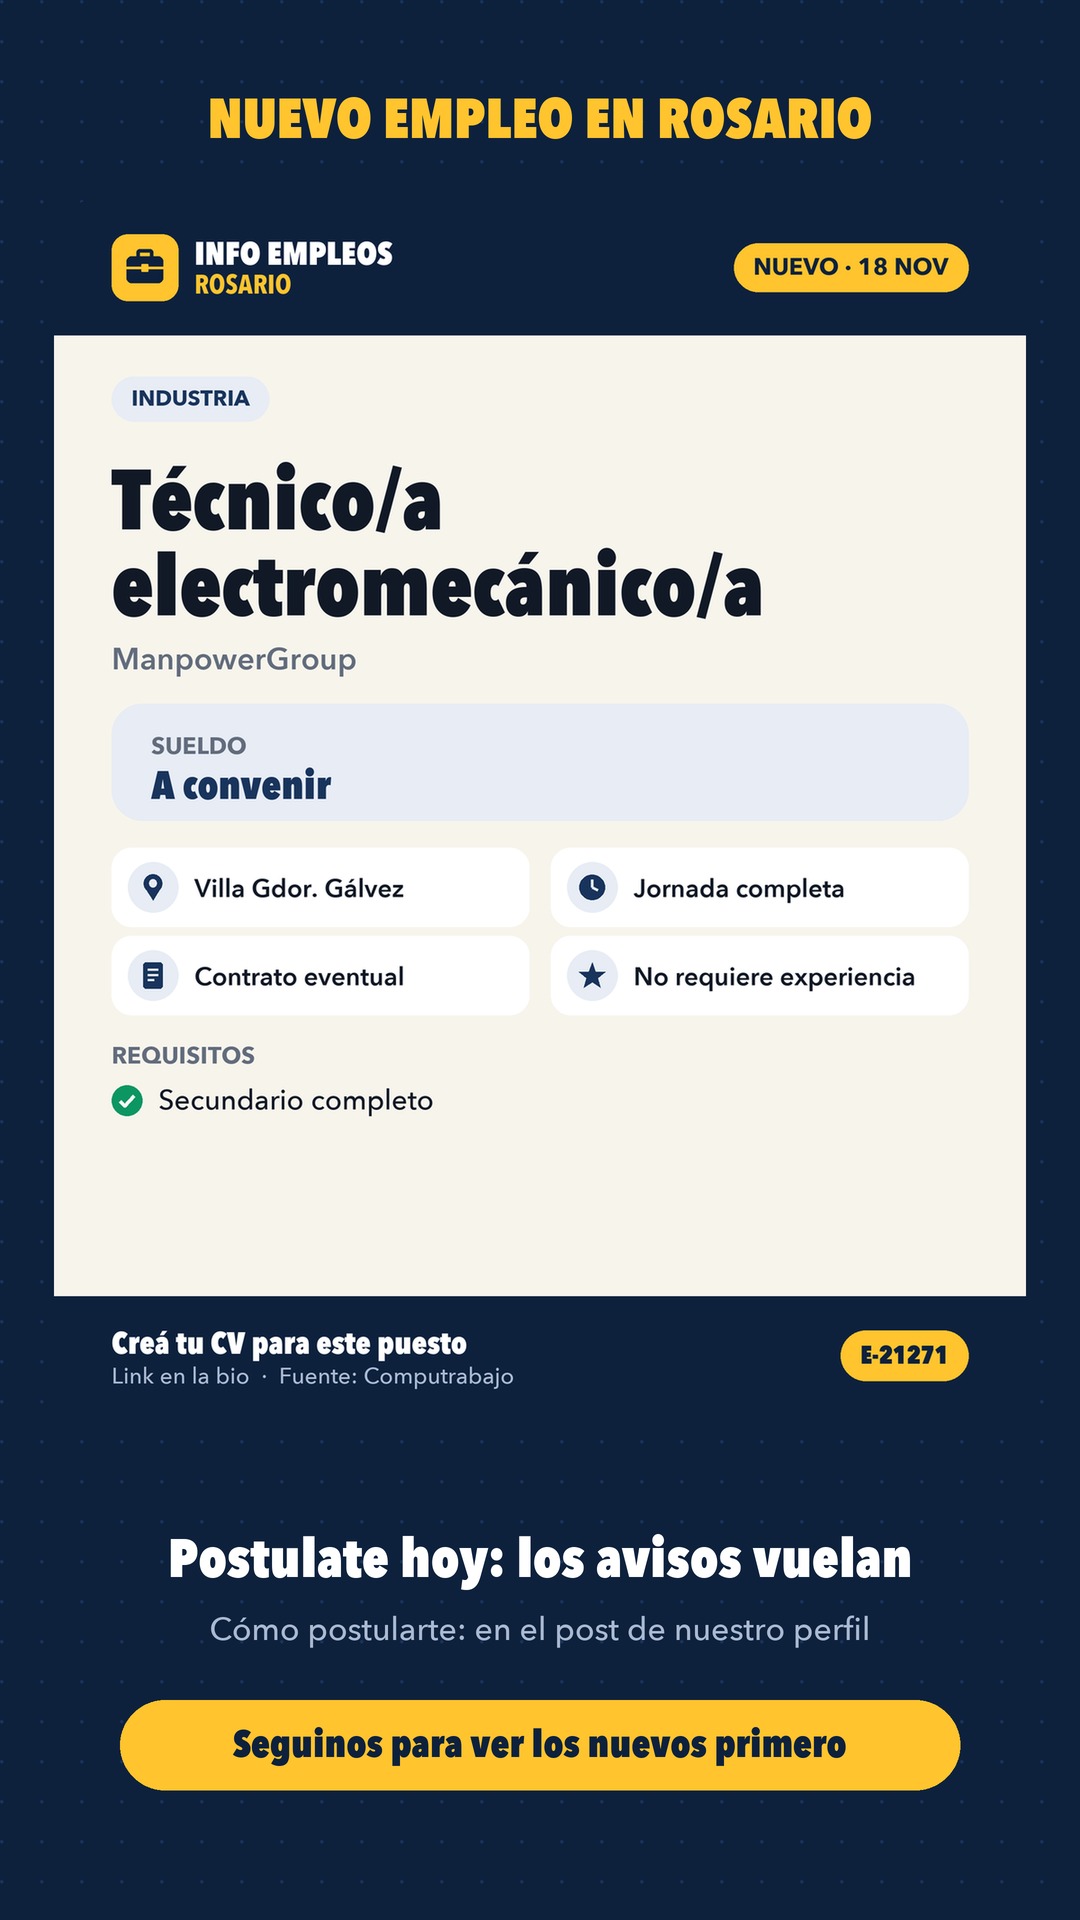 NUEVO EMPLEO EN ROSARIO
INFO EMPLEOS
ROSARIO
NUEVO · 18 NOV
INDUSTRIA
Técnico/a
electromecánico/a
ManpowerGroup
SUELDO
A convenir
Villa Gdor. Gálvez
Jornada completa
Contrato eventual
No requiere experiencia
REQUISITOS
Secundario completo
Creá tu CV para este puesto
Link en la bio · Fuente: Computrabajo
E-21271
Postulate hoy: los avisos vuelan
Cómo postularte: en el post de nuestro perfil
Seguinos para ver los nuevos primero